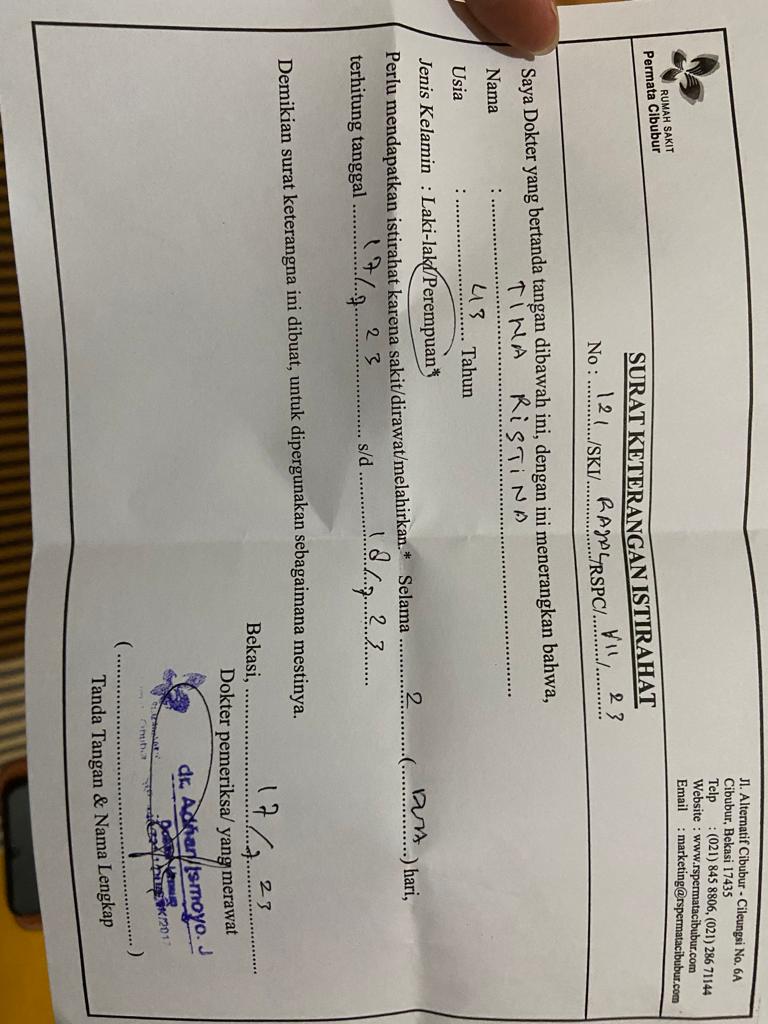 RUMAH SAKIT
Permata Cibubur
Jl. Alternatif Cibubur - Cileungsi No. 6A
Cibubur, Bekasi 17435
Telp : (021) 845 8806, (021) 286 71144
Website : www.rspermatacibubur.com
Email : marketing@rspermatacibubur.com
SURAT KETERANGAN ISTIRAHAT
No : 121 /SKI/ /RSPC/ VII / 23
Saya Dokter yang bertanda tangan dibawah ini, dengan ini menerangkan bahwa,
Nama : TINA RISTINA
Usia : 43 Tahun
Jenis Kelamin : Laki-laki/Perempuan*
Perlu mendapatkan istirahat karena sakit/dirawat/melahirkan.* Selama 2 ( DUA ) hari,
terhitung tanggal 17/7 23 s/d 18/7 23
Demikian surat keterangna ini dibuat, untuk dipergunakan sebagaimana mestinya.
Bekasi, 17/7 23
Dokter pemeriksa/ yang merawat
dr. Adhar Ismoyo. J
(.......................................)
Tanda Tangan & Nama Lengkap